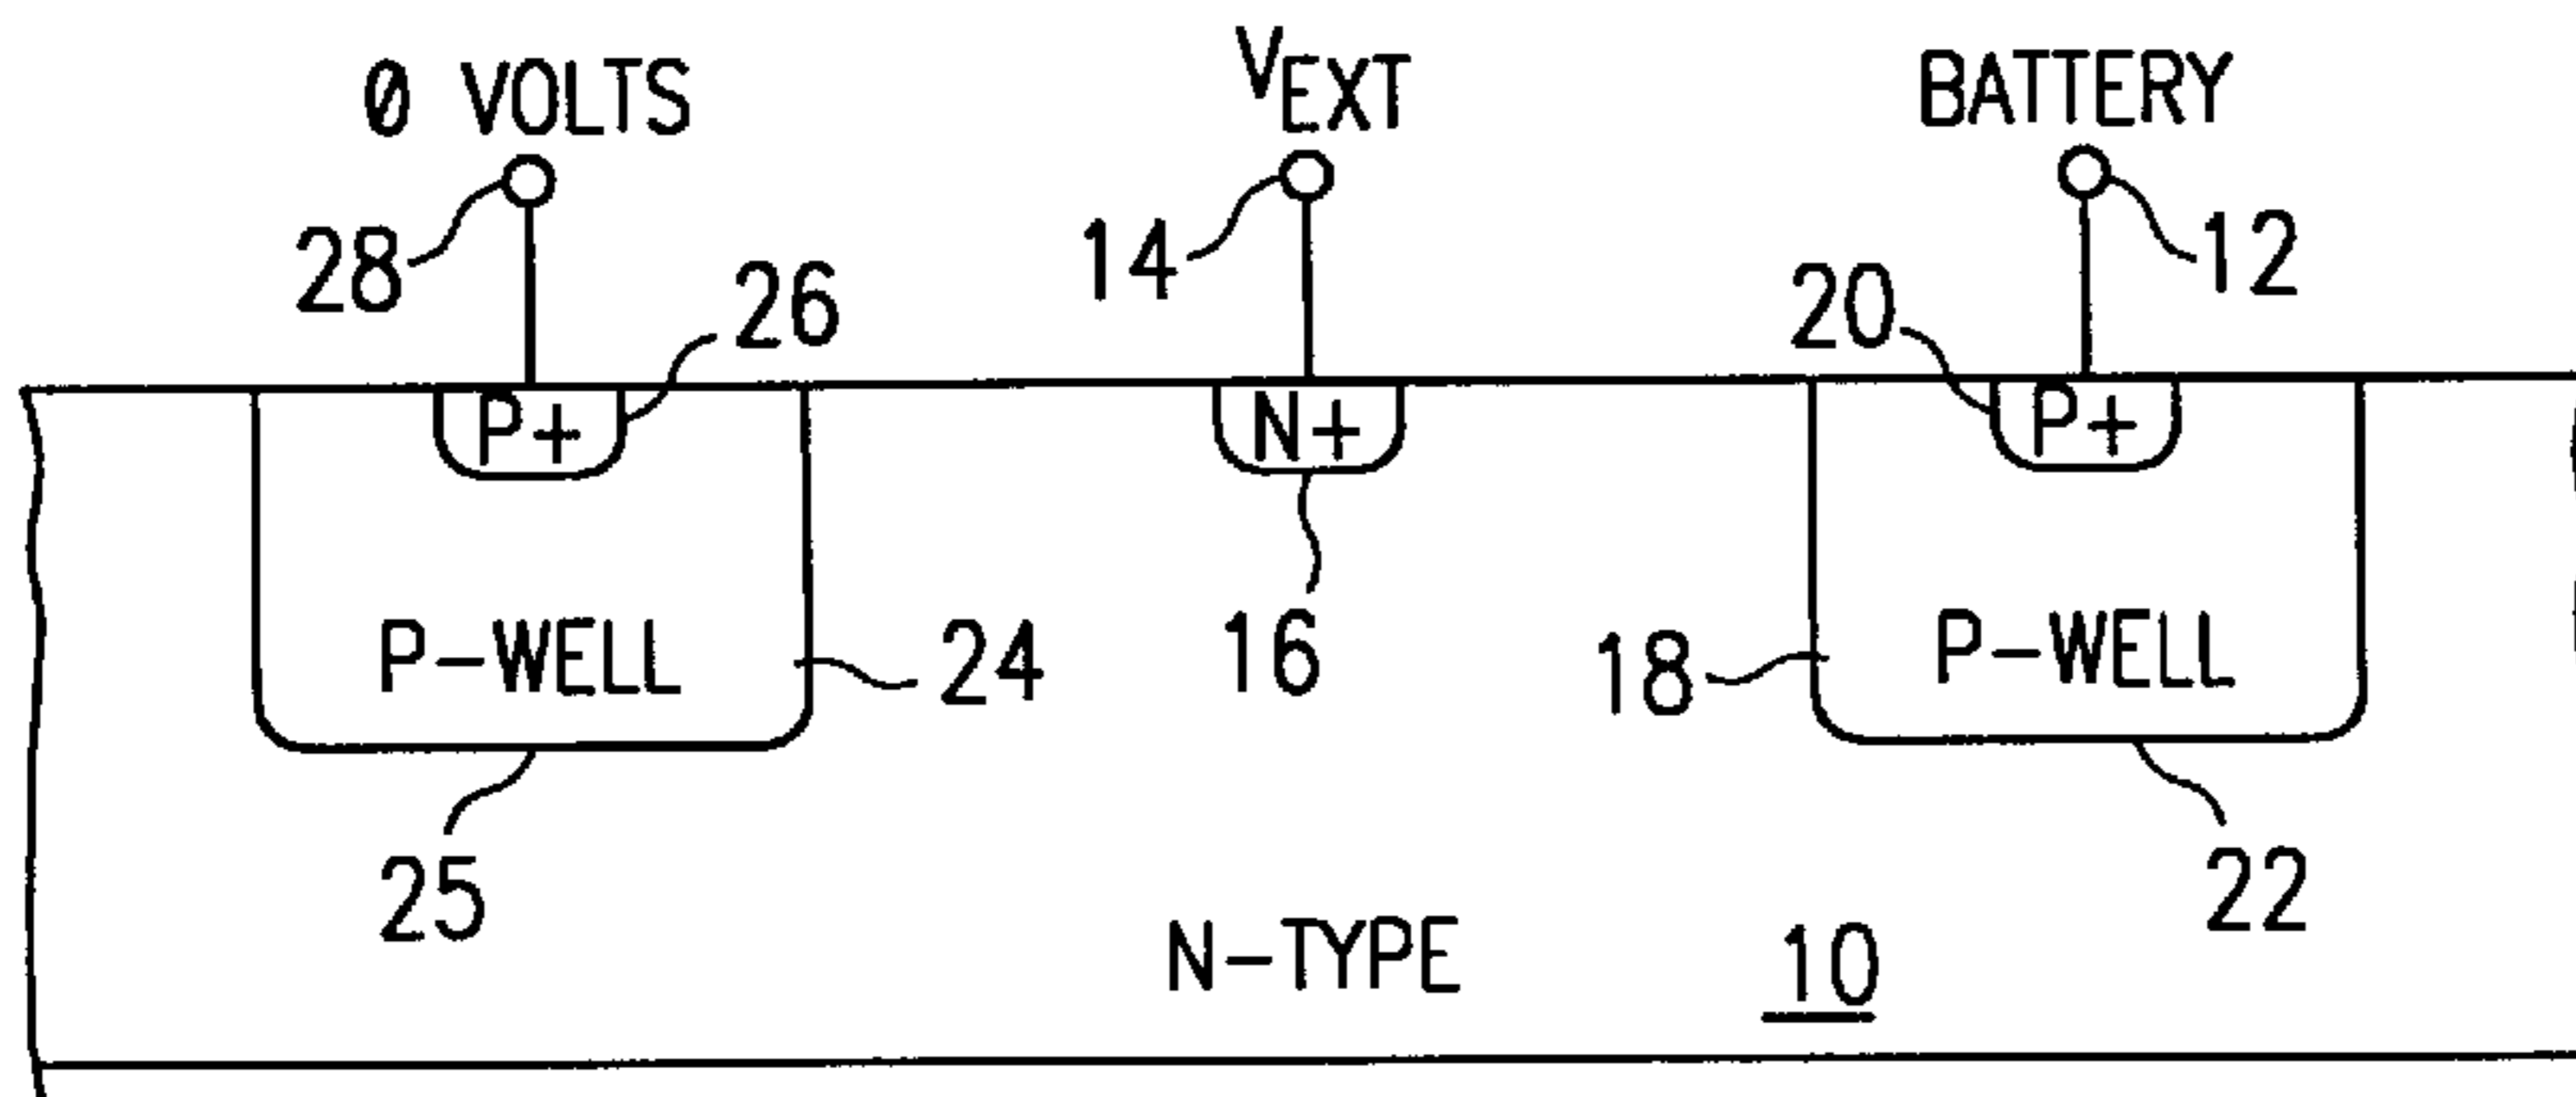 0 VOLTS VEXT BATTERY
28 14 12
26 20
P+ N+ P+
P-WELL 24 16 18 P-WELL
25 22
N-TYPE 10